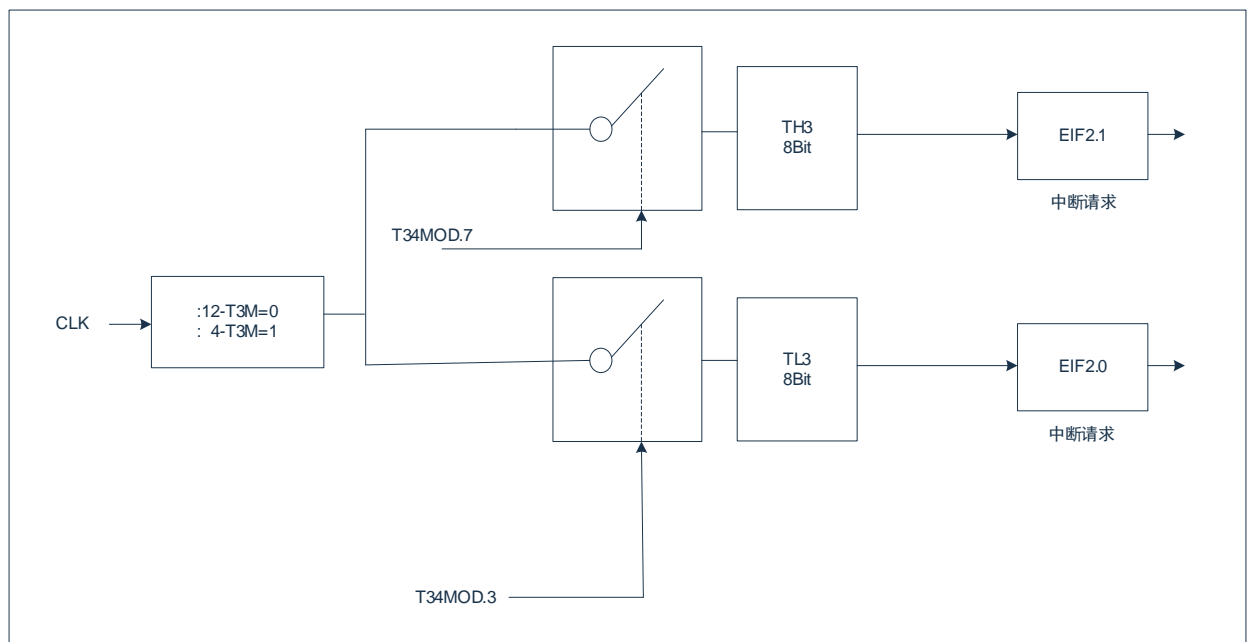 TH3
8Bit
EIF2.1
中断请求
T34MOD.7
CLK
:12-T3M=0
: 4-T3M=1
TL3
8Bit
EIF2.0
中断请求
T34MOD.3